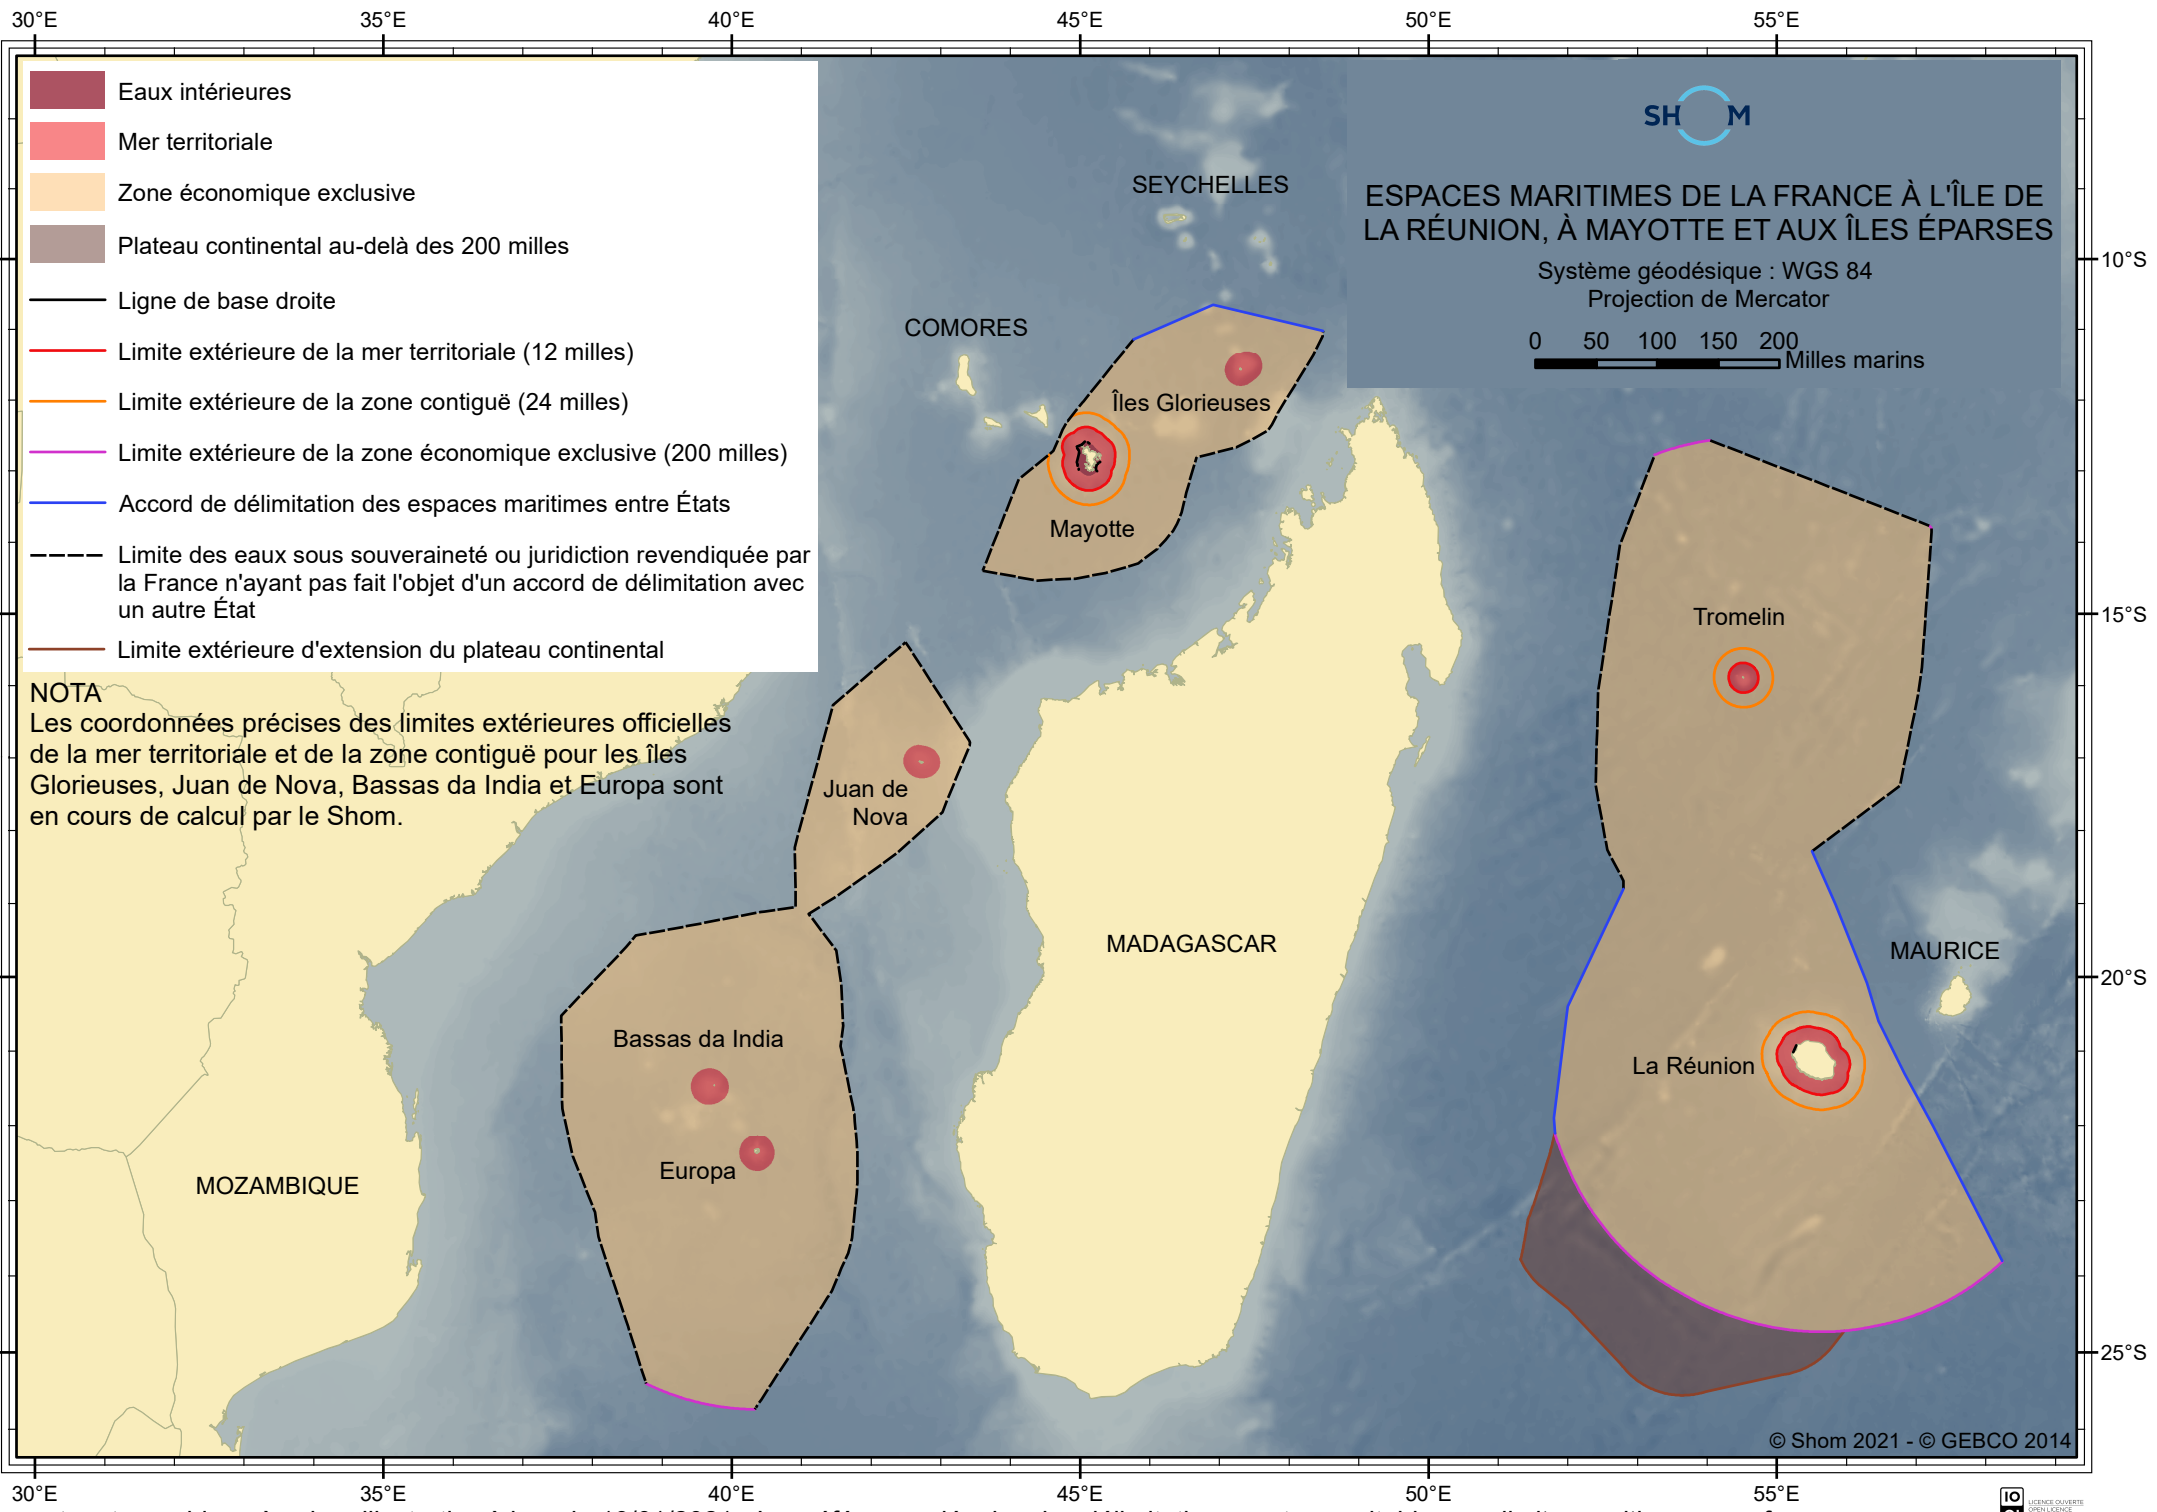 30°E 35°E 40°E 45°E 50°E 55°E
Eaux intérieures
Mer territoriale
Zone économique exclusive
Plateau continental au-delà des 200 milles
Ligne de base droite
Limite extérieure de la mer territoriale (12 milles)
Limite extérieure de la zone contiguë (24 milles)
Limite extérieure de la zone économique exclusive (200 milles)
Accord de délimitation des espaces maritimes entre États
Limite des eaux sous souveraineté ou juridiction revendiquée par
la France n'ayant pas fait l'objet d'un accord de délimitation avec
un autre État
Limite extérieure d'extension du plateau continental
NOTA
Les coordonnées précises des limites extérieures officielles
de la mer territoriale et de la zone contiguë pour les îles
Glorieuses, Juan de Nova, Bassas da India et Europa sont
en cours de calcul par le Shom.
SHOM
ESPACES MARITIMES DE LA FRANCE À L'ÎLE DE
LA RÉUNION, À MAYOTTE ET AUX ÎLES ÉPARSES
Système géodésique : WGS 84
Projection de Mercator
0 50 100 150 200
Milles marins
SEYCHELLES
COMORES
Îles Glorieuses
Mayotte
Tromelin
Juan de
Nova
MADAGASCAR
MAURICE
Bassas da India
La Réunion
Europa
MOZAMBIQUE
10°S
15°S
20°S
25°S
© Shom 2021 - © GEBCO 2014
30°E 35°E 40°E 45°E 50°E 55°E
LICENCE OUVERTE
OPEN LICENCE